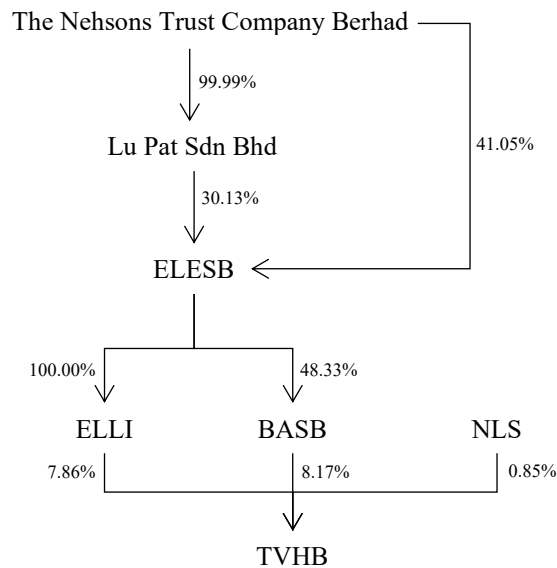 The Nehsons Trust Company Berhad
99.99%
Lu Pat Sdn Bhd
41.05%
30.13%
ELESB
100.00%
48.33%
ELLI
BASB
NLS
7.86%
8.17%
0.85%
TVHB